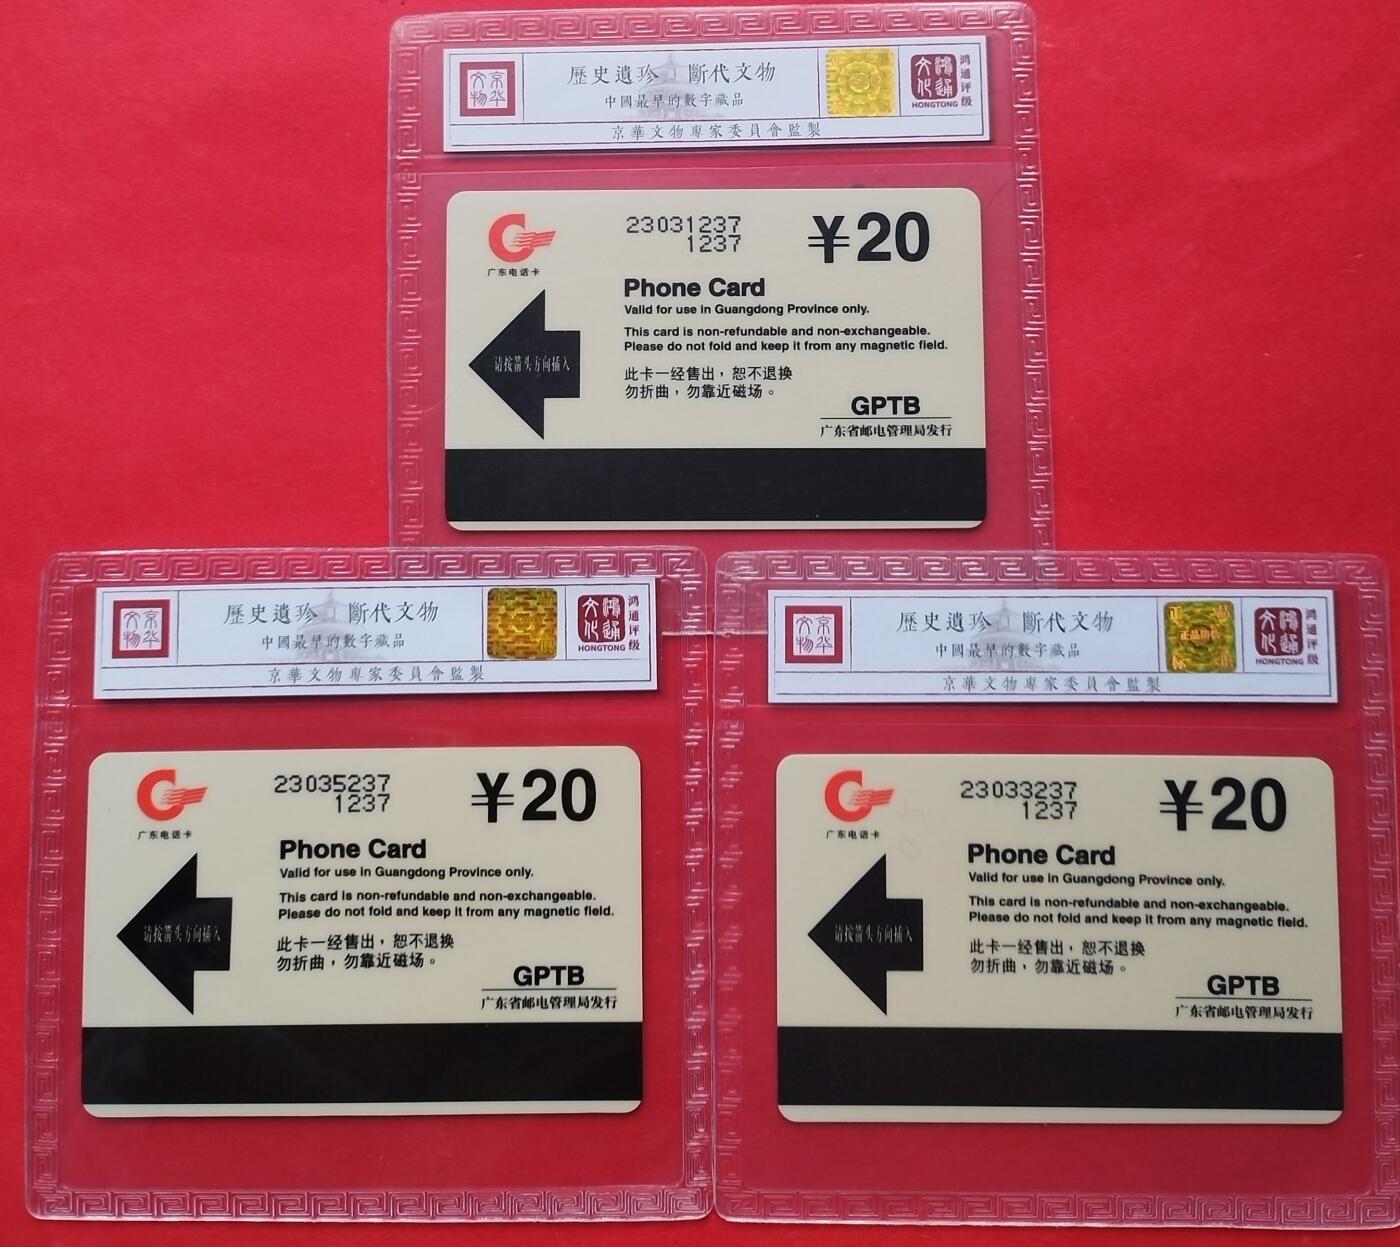 京华文物
歷史遺珍 斷代文物
中國最早的數字藏品
京華文物專家委員會監製
鴻通文化
HONGTONG
鸿通评级
广东电话卡
23031237
1237
¥20
Phone Card
Valid for use in Guangdong Province only.
This card is non-refundable and non-exchangeable.
Please do not fold and keep it from any magnetic field.
请按箭头方向插入
此卡一经售出，恕不退换
勿折曲，勿靠近磁场。
GPTB
广东省邮电管理局发行
京华文物
歷史遺珍 斷代文物
中國最早的數字藏品
京華文物專家委員會監製
鴻通文化
HONGTONG
鸿通评级
广东电话卡
23035237
1237
¥20
Phone Card
Valid for use in Guangdong Province only.
This card is non-refundable and non-exchangeable.
Please do not fold and keep it from any magnetic field.
请按箭头方向插入
此卡一经售出，恕不退换
勿折曲，勿靠近磁场。
GPTB
广东省邮电管理局发行
京华文物
歷史遺珍 斷代文物
中國最早的數字藏品
京華文物專家委員會監製
正品
正品防伪
鴻通文化
HONGTONG
鸿通评级
广东电话卡
23033237
1237
¥20
Phone Card
Valid for use in Guangdong Province only.
This card is non-refundable and non-exchangeable.
Please do not fold and keep it from any magnetic field.
请按箭头方向插入
此卡一经售出，恕不退换
勿折曲，勿靠近磁场。
GPTB
广东省邮电管理局发行